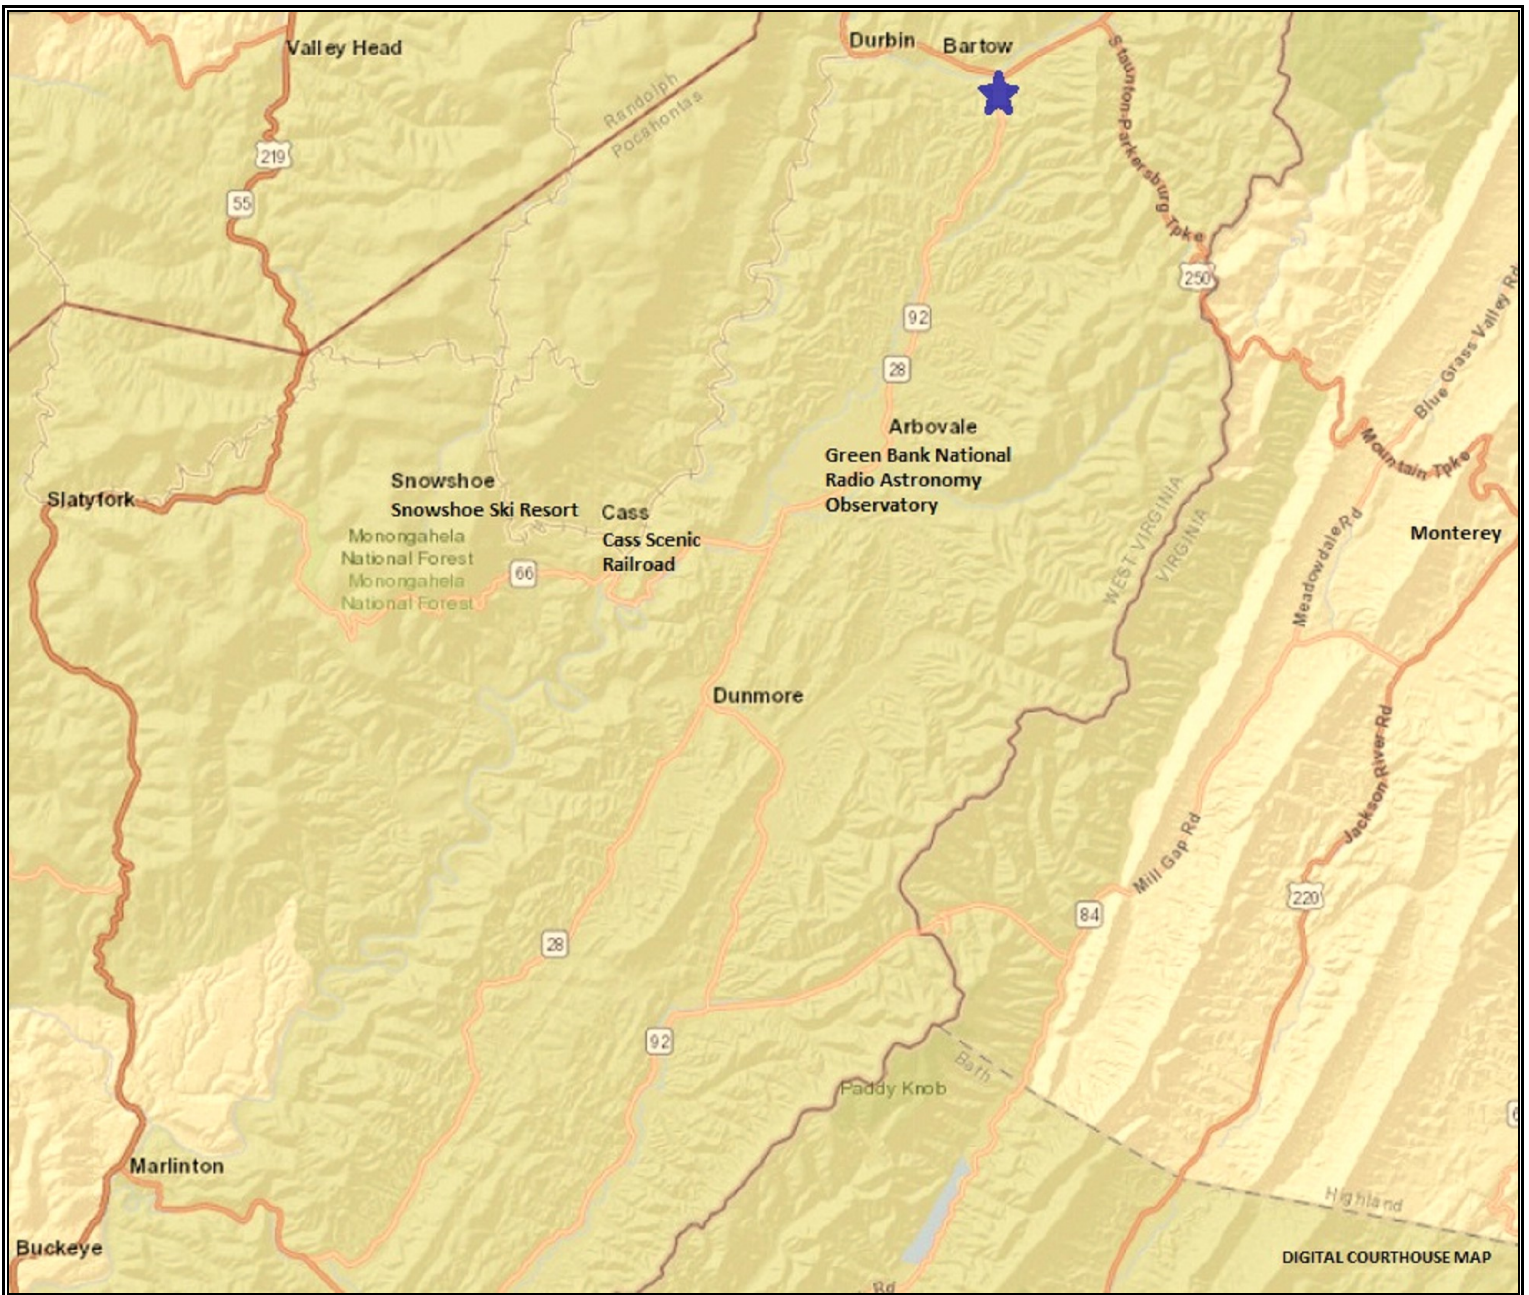 Valley Head
Durbin
Bartow
Randolph
Pocahontas
Staunton-Parkersburg Tpke
219
55
250
92
28
Blue Grass Valley Rd
Arbovale
Green Bank National
Radio Astronomy
Observatory
Mountain Tpke
Snowshoe
Snowshoe Ski Resort
Slatyfork
Cass
Cass Scenic
Railroad
Monongahela
National Forest
Monongahela
National Forest
66
WEST VIRGINIA
VIRGINIA
Meadowdale Rd
Monterey
Dunmore
Jackson River Rd
Mill Gap Rd
220
84
28
92
Bath
Paddy Knob
Marlinton
Highland
Buckeye
DIGITAL COURTHOUSE MAP
Rd